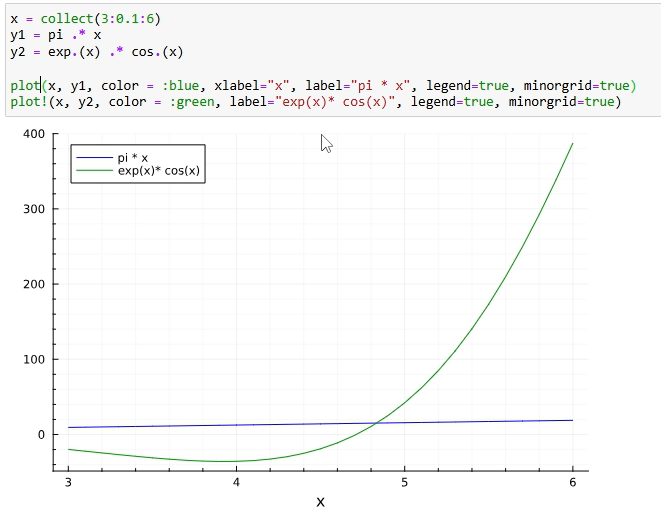 x = collect(3:0.1:6)
y1 = pi .* x
y2 = exp.(x) .* cos.(x)
plot(x, y1, color = :blue, xlabel="x", label="pi * x", legend=true, minorgrid=true)
plot!(x, y2, color = :green, label="exp(x)* cos(x)", legend=true, minorgrid=true)
400
pi * x
exp(x)* cos(x)
300
200
100
0
3 4 5 6
x